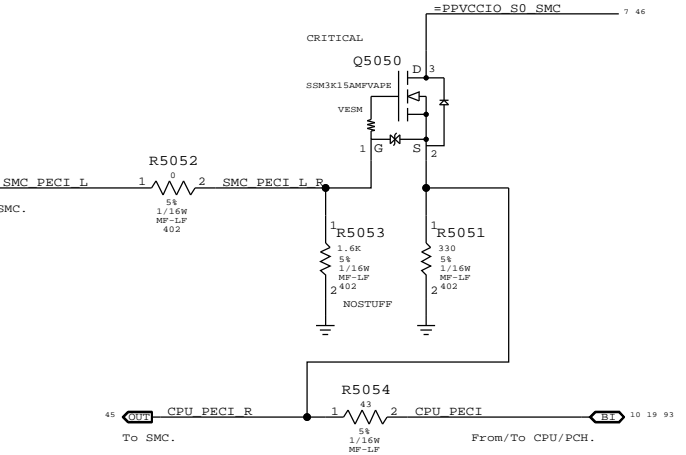 =PPVCCIO_S0_SMC
7 46
CRITICAL
Q5050
D 3
SSM3K15AMFVAPE
VESM
1 G S
2
R5052
0
SMC_PECI_L 1 2 SMC_PECI_L_R
SMC.
5%
1/16W
MF-LF
402
1
R5053
1.6K
5%
1/16W
MF-LF
2 402
NOSTUFF
1
R5051
330
5%
1/16W
MF-LF
2 402
R5054
43
45 OUT CPU_PECI_R 1 2 CPU_PECI BI 10 19 93
To SMC.
5%
1/16W
MF-LF
From/To CPU/PCH.